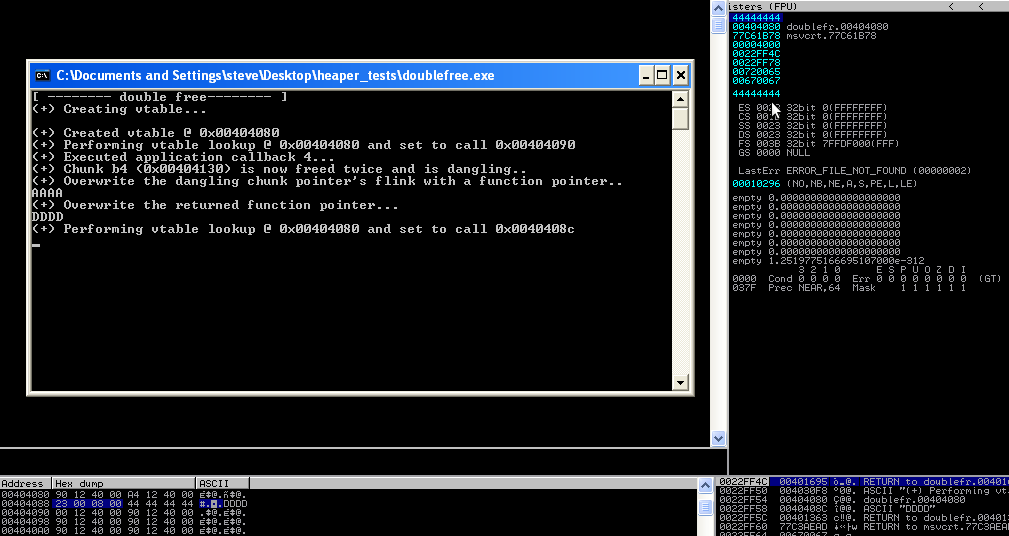 isters (FPU) < <
44444444
00404080 doublefr.00404080
77C61B78 msvcrt.77C61B78
00004000
0022FF4C
0022FF78
00720065
00670067
44444444
ES 0023 32bit 0(FFFFFFFF)
CS 32bit 0(FFFFFFFF)
SS 0023 32bit 0(FFFFFFFF)
DS 0023 32bit 0(FFFFFFFF)
FS 003B 32bit 7FFDF000(FFF)
GS 0000 NULL
LastErr ERROR_FILE_NOT_FOUND (00000002)
00010296 (NO,NB,NE,A,S,PE,L,LE)
empty 0.0000000000000000000
empty 0.0000000000000000000
empty 0.0000000000000000000
empty 0.0000000000000000000
empty 0.0000000000000000000
empty 0.0000000000000000000
empty 0.0000000000000000000
empty 1.2519775166695107000e-312
3 2 1 0 E S P U O Z D I
0000 Cond 0 0 0 0 Err 0 0 0 0 0 0 0 0 (GT)
037F Prec NEAR,64 Mask 1 1 1 1 1 1
C:\Documents and Settings\steve\Desktop\heaper_tests\doublefree.exe
[ -------- double free-------- ]
(+) Creating vtable...
(+) Created vtable @ 0x00404080
(+) Performing vtable lookup @ 0x00404080 and set to call 0x00404090
(+) Executed application callback 4...
(+) Chunk b4 (0x00404130) is now freed twice and is dangling..
(+) Overwrite the dangling chunk pointer's flink with a function pointer..
AAAA
(+) Overwrite the returned function pointer...
DDDD
(+) Performing vtable lookup @ 0x00404080 and set to call 0x0040408c
Address Hex dump ASCII
00404080 90 12 40 00 A4 12 40 00
00404088 23 00 08 00 44 44 44 44 #.◘.DDDD
00404090 00 12 40 00 90 12 40 00
00404098 90 12 40 00 90 12 40 00
004040A0 90 12 40 00 90 12 40 00
0022FF4C 00401695 RETURN to doublefr.004016
0022FF50 004030F8 ASCII "(+) Performing vt
0022FF54 00404080 doublefr.00404080
0022FF58 0040408C ASCII "DDDD"
0022FF5C 00401363 RETURN to doublefr.004013
0022FF60 77C3AEAD RETURN to msvcrt.77C3AEA
0022FF64 00670067